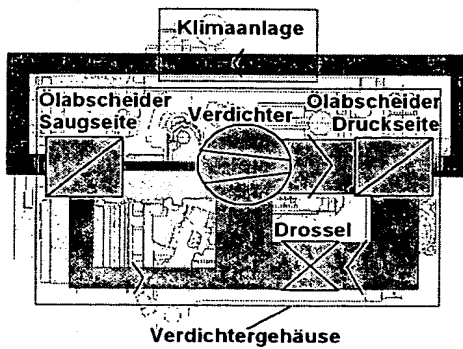 Klimaanlage
Ölabscheider
Saugseite
Verdichter
Ölabscheider
Druckseite
Drossel
Verdichtergehäuse